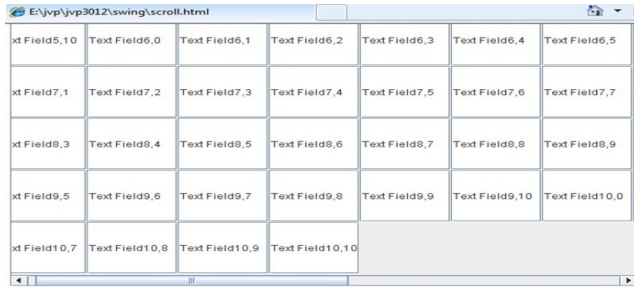 E:\jvp\jvp3012\swing\scroll.html
xt Field5,10 Text Field6,0 Text Field6,1 Text Field6,2 Text Field6,3 Text Field6,4 Text Field6,5
xt Field7,1 Text Field7,2 Text Field7,3 Text Field7,4 Text Field7,5 Text Field7,6 Text Field7,7
xt Field8,3 Text Field8,4 Text Field8,5 Text Field8,6 Text Field8,7 Text Field8,8 Text Field8,9
xt Field9,5 Text Field9,6 Text Field9,7 Text Field9,8 Text Field9,9 Text Field9,10 Text Field10,0
xt Field10,7 Text Field10,8 Text Field10,9 Text Field10,10